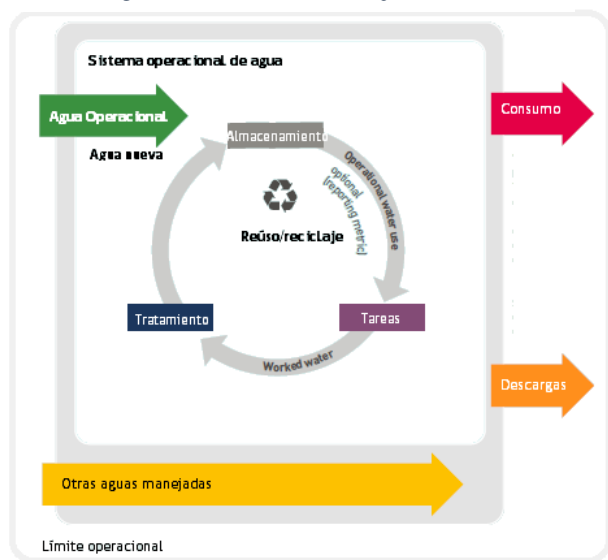 Sistema operacional de agua
Agua Operacional
Consumo
Agua nueva
Almacenamiento
Operational water use
optional
(reporting metric)
Reúso/reciclaje
Tratamiento
Tareas
Worked water
Descargas
Otras aguas manejadas
Límite operacional